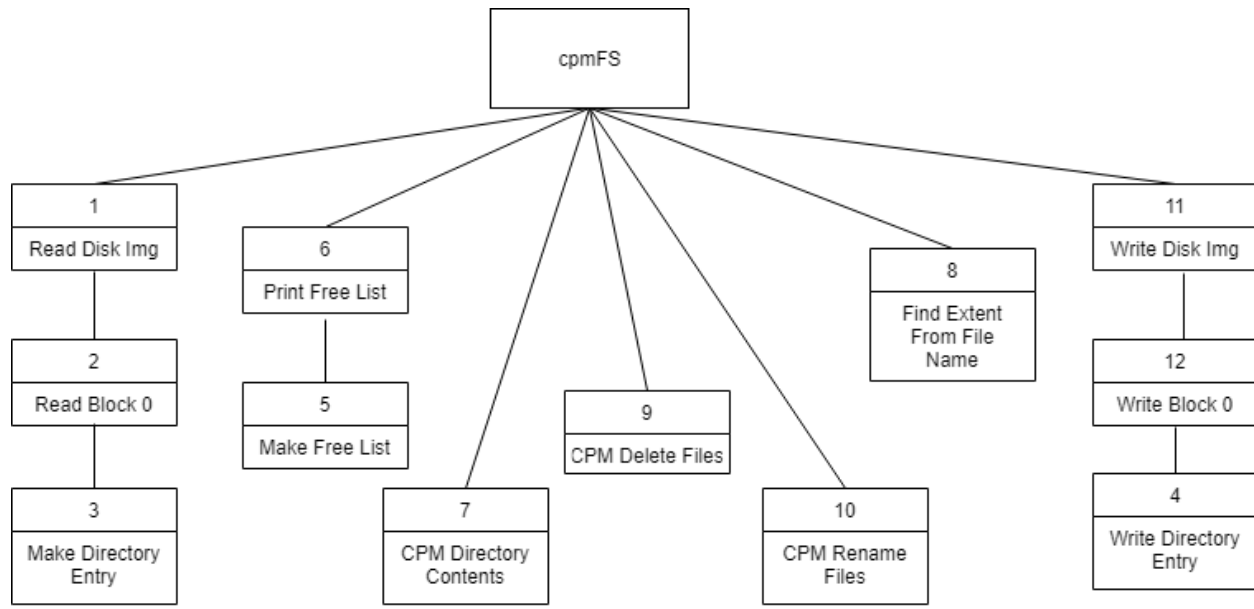 cpmFS
1
Read Disk Img
2
Read Block 0
3
Make Directory
Entry
6
Print Free List
5
Make Free List
7
CPM Directory
Contents
9
CPM Delete Files
10
CPM Rename
Files
8
Find Extent
From File
Name
11
Write Disk Img
12
Write Block 0
4
Write Directory
Entry